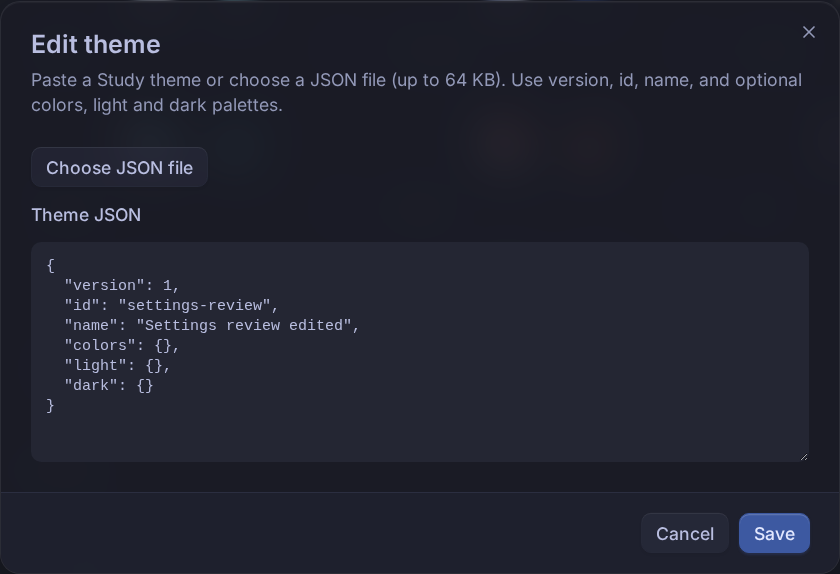 Edit theme
Paste a Study theme or choose a JSON file (up to 64 KB). Use version, id, name, and optional
colors, light and dark palettes.
Choose JSON file
Theme JSON
{
  "version": 1,
  "id": "settings-review",
  "name": "Settings review edited",
  "colors": {},
  "light": {},
  "dark": {}
}
Cancel
Save